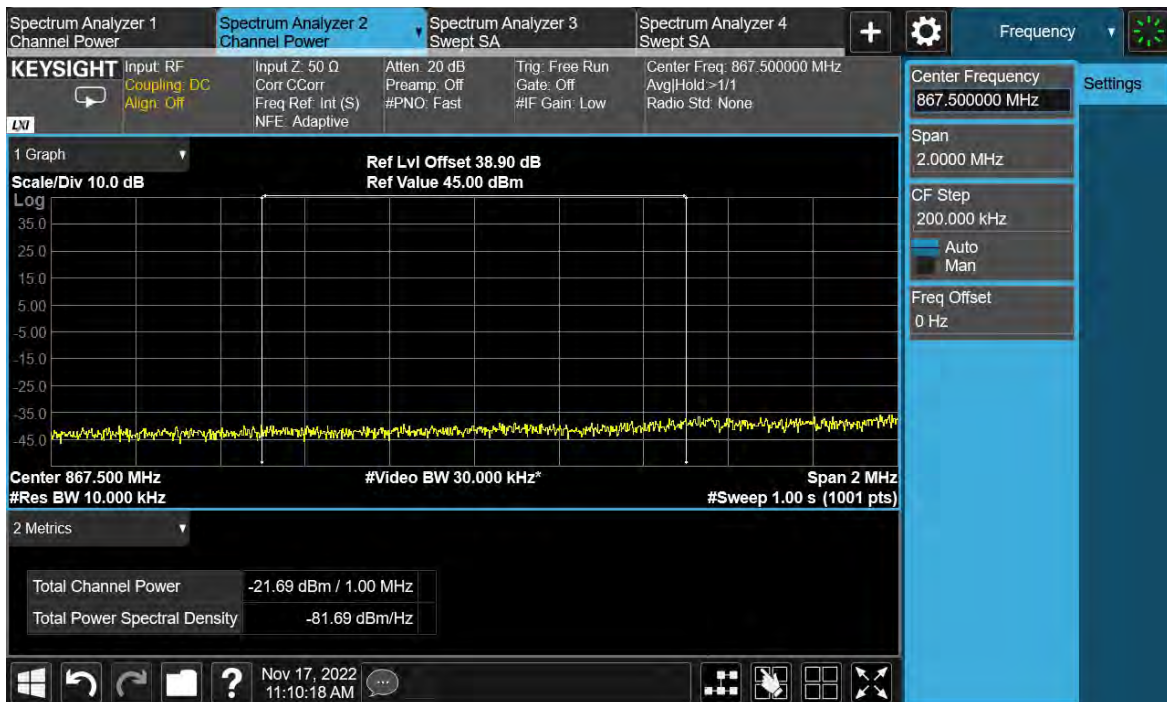 Spectrum Analyzer 1
Channel Power
Spectrum Analyzer 2
Channel Power
Spectrum Analyzer 3
Swept SA
Spectrum Analyzer 4
Swept SA
+
Frequency
KEYSIGHT
LXI
Input: RF
Coupling: DC
Align: Off
Input Z: 50 Ω
Corr CCorr
Freq Ref: Int (S)
NFE: Adaptive
Atten: 20 dB
Preamp: Off
#PNO: Fast
Trig: Free Run
Gate: Off
#IF Gain: Low
Center Freq: 867.500000 MHz
Avg|Hold:>1/1
Radio Std: None
Center Frequency
867.500000 MHz
Settings
Span
2.0000 MHz
CF Step
200.000 kHz
Auto
Man
Freq Offset
0 Hz
1 Graph
Scale/Div 10.0 dB
Ref Lvl Offset 38.90 dB
Ref Value 45.00 dBm
Log
35.0
25.0
15.0
5.00
-5.00
-15.0
-25.0
-35.0
-45.0
Center 867.500 MHz
#Video BW 30.000 kHz*
Span 2 MHz
#Res BW 10.000 kHz
#Sweep 1.00 s (1001 pts)
2 Metrics
Total Channel Power -21.69 dBm / 1.00 MHz
Total Power Spectral Density -81.69 dBm/Hz
?
Nov 17, 2022
11:10:18 AM